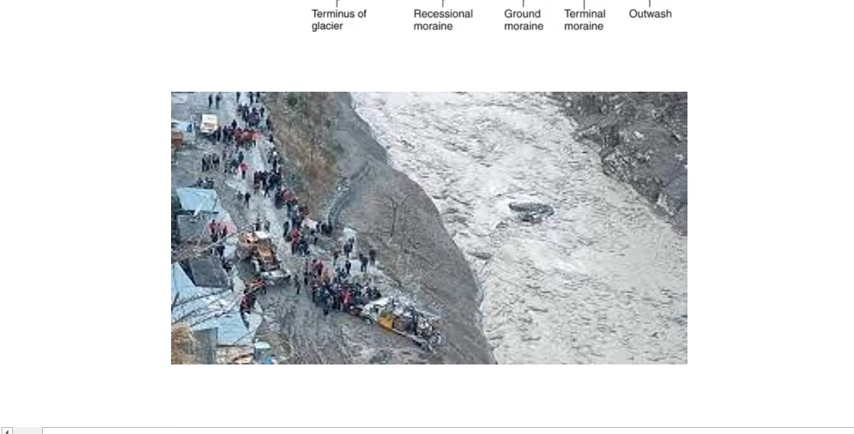 Terminus of
glacier
Recessional
moraine
Ground
moraine
Terminal
moraine
Outwash